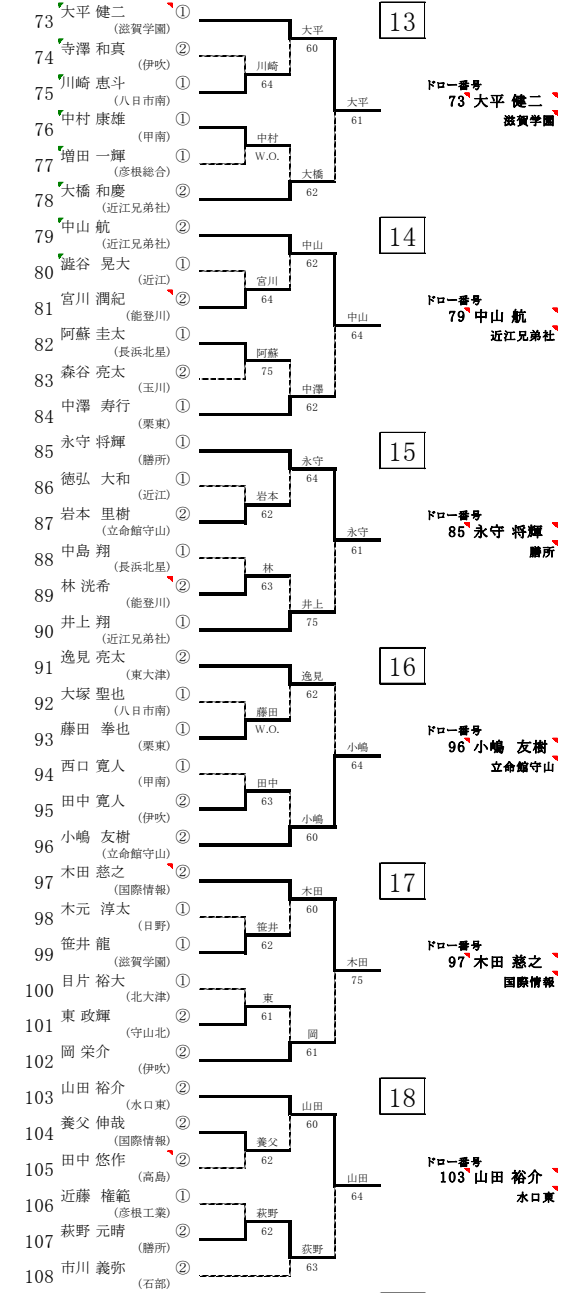 73 大平 健二 ①
(滋賀学園)
74 寺澤 和真 ②
(伊吹)
75 川崎 恵斗 ①
(八日市南)
76 中村 康雄 ①
(甲南)
77 増田 一輝 ①
(彦根総合)
78 大橋 和慶 ②
(近江兄弟社)
川崎
64
中村
W.O.
大平
60
大橋
62
大平
61
13
ドロー番号
73 大平 健二
滋賀学園
79 中山 航 ②
(近江兄弟社)
80 澁谷 晃大 ①
(近江)
81 宮川 潤紀 ②
(能登川)
82 阿蘇 圭太 ①
(長浜北星)
83 森谷 亮太 ②
(玉川)
84 中澤 寿行 ①
(栗東)
宮川
64
阿蘇
75
中山
62
中澤
62
中山
64
14
ドロー番号
79 中山 航
近江兄弟社
85 永守 将輝 ①
(膳所)
86 徳弘 大和 ①
(近江)
87 岩本 里樹 ②
(立命館守山)
88 中島 翔 ①
(長浜北星)
89 林 洸希 ②
(能登川)
90 井上 翔 ①
(近江兄弟社)
岩本
62
林
63
永守
64
井上
75
永守
61
15
ドロー番号
85 永守 将輝
膳所
91 逸見 亮太 ②
(東大津)
92 大塚 聖也 ①
(八日市南)
93 藤田 拳也 ①
(栗東)
94 西口 寛人 ①
(甲南)
95 田中 寛人 ②
(伊吹)
96 小嶋 友樹 ②
(立命館守山)
藤田
W.O.
田中
63
逸見
62
小嶋
60
小嶋
64
16
ドロー番号
96 小嶋 友樹
立命館守山
97 木田 慈之 ②
(国際情報)
98 木元 淳太 ①
(日野)
99 笹井 龍 ①
(滋賀学園)
100 目片 裕大 ①
(北大津)
101 東 政輝 ②
(守山北)
102 岡 栄介 ②
(伊吹)
笹井
62
東
61
木田
60
岡
61
木田
75
17
ドロー番号
97 木田 慈之
国際情報
103 山田 裕介 ②
(水口東)
104 養父 伸哉 ②
(国際情報)
105 田中 悠作 ②
(高島)
106 近藤 権範 ①
(彦根工業)
107 萩野 元晴 ②
(膳所)
108 市川 義弥 ②
(石部)
養父
62
萩野
62
山田
60
萩野
63
山田
64
18
ドロー番号
103 山田 裕介
水口東